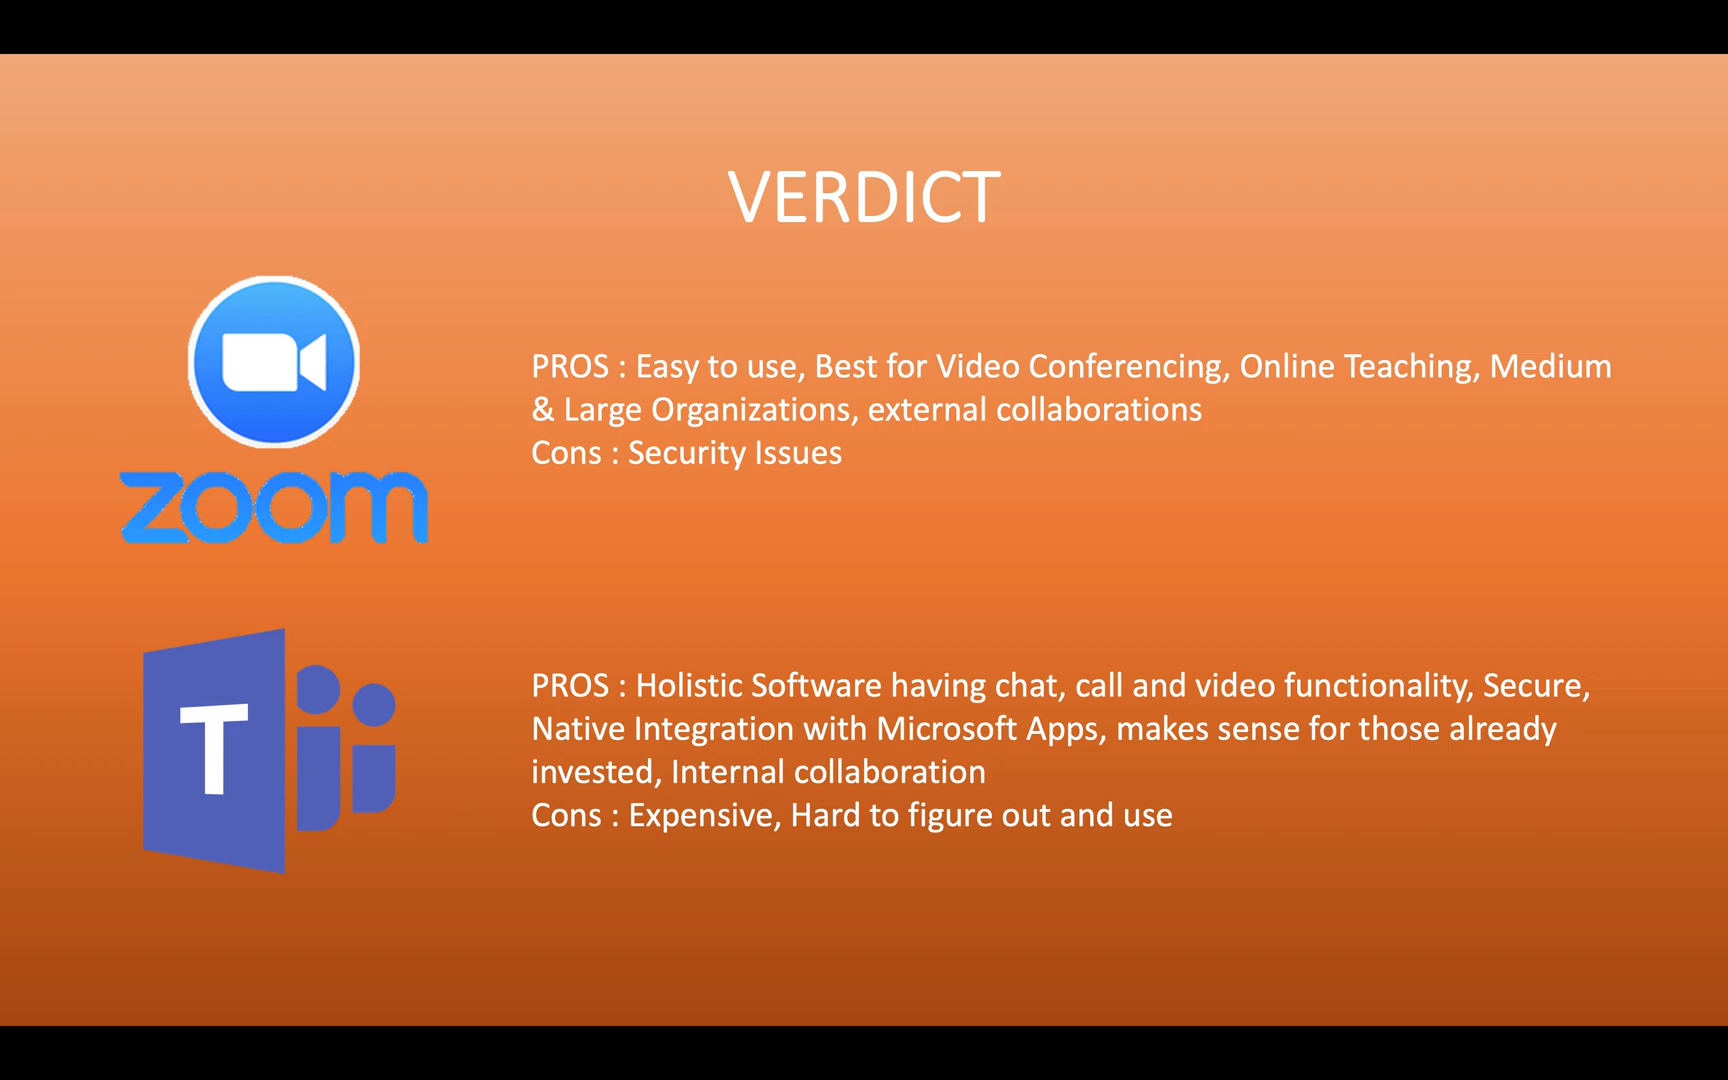 VERDICT
zoom
PROS : Easy to use, Best for Video Conferencing, Online Teaching, Medium
& Large Organizations, external collaborations
Cons : Security Issues
T
PROS : Holistic Software having chat, call and video functionality, Secure,
Native Integration with Microsoft Apps, makes sense for those already
invested, Internal collaboration
Cons : Expensive, Hard to figure out and use